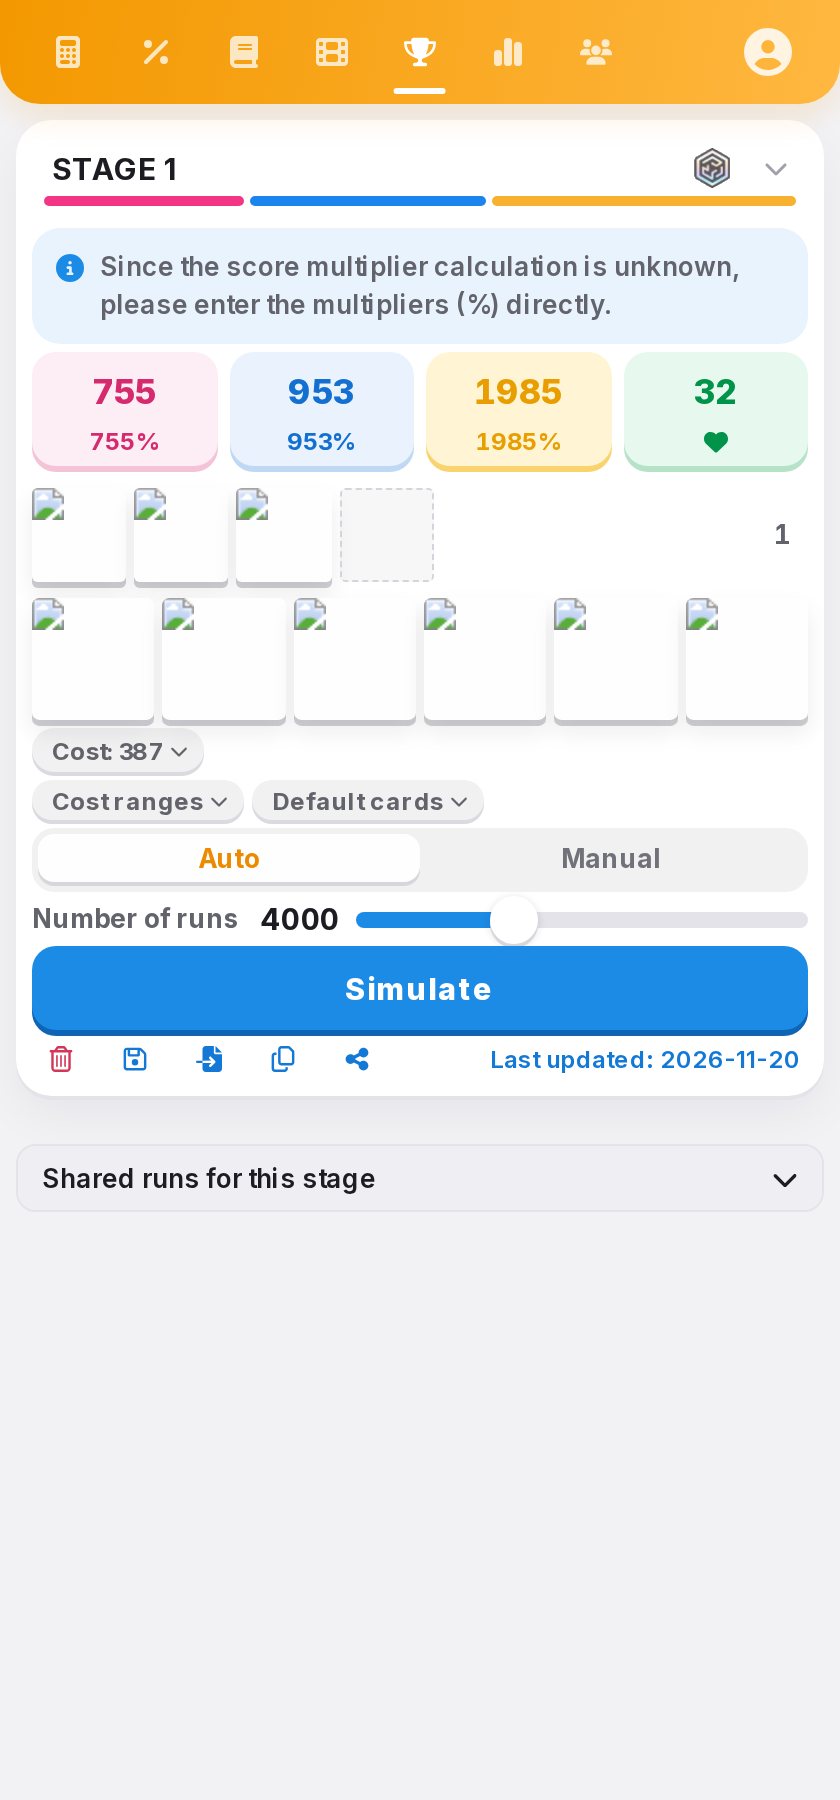 STAGE 1
Since the score multiplier calculation is unknown,
please enter the multipliers (%) directly.
755 953 1985 32
755% 953% 1985%
1
Cost: 387
Cost ranges Default cards
Auto Manual
Number of runs 4000
Simulate
Last updated: 2026-11-20
Shared runs for this stage